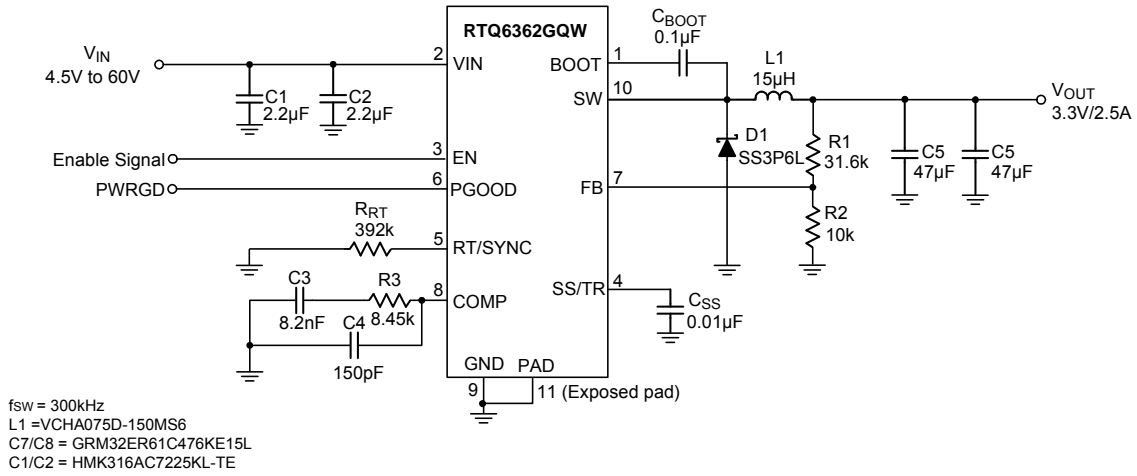 RTQ6362GQW
VIN
4.5V to 60V
C1
2.2µF
C2
2.2µF
2
VIN
Enable Signal
3
EN
PWRGD
6
PGOOD
RRT
392k
5
RT/SYNC
C3
8.2nF
R3
8.45k
8
COMP
C4
150pF
BOOT
1
CBOOT
0.1µF
SW
10
L1
15µH
VOUT
3.3V/2.5A
D1
SS3P6L
R1
31.6k
C5
47µF
C5
47µF
FB
7
R2
10k
SS/TR
4
CSS
0.01µF
GND
PAD
9
11 (Exposed pad)
fSW = 300kHz
L1 =VCHA075D-150MS6
C7/C8 = GRM32ER61C476KE15L
C1/C2 = HMK316AC7225KL-TE